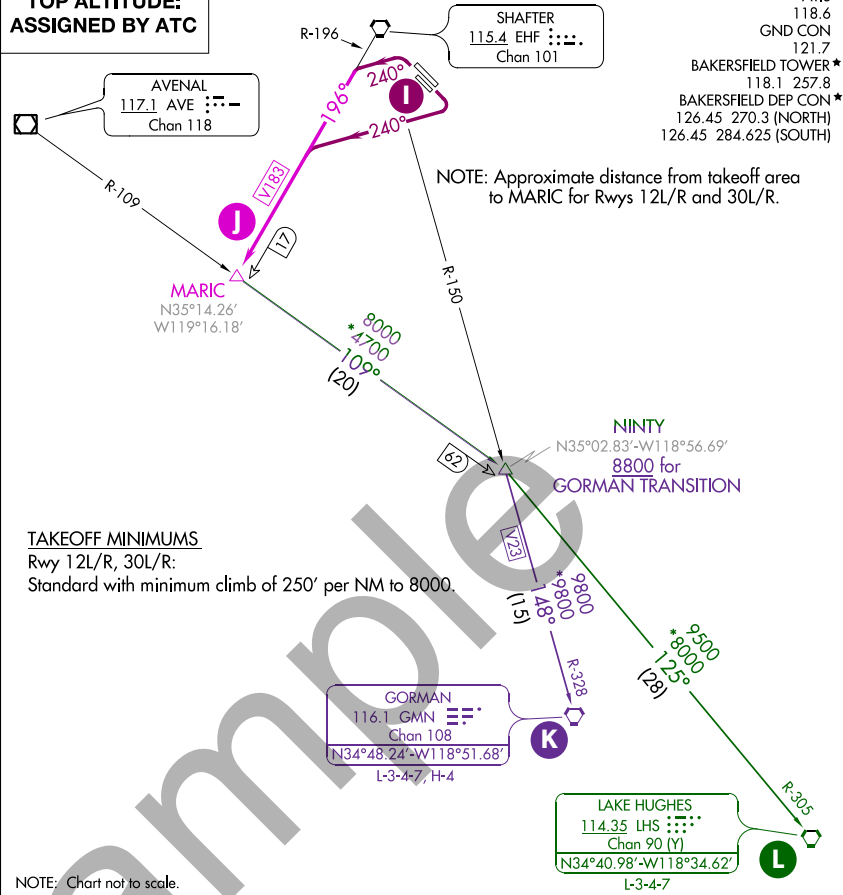 TOP ALTITUDE:
ASSIGNED BY ATC
SHAFTER
115.4 EHF
Chan 101
R-196
118.6
GND CON
121.7
BAKERSFIELD TOWER★
118.1 257.8
BAKERSFIELD DEP CON★
126.45 270.3 (NORTH)
126.45 284.625 (SOUTH)
AVENAL
117.1 AVE
Chan 118
240°
I
196°
240°
NOTE: Approximate distance from takeoff area
to MARIC for Rwys 12L/R and 30L/R.
R-109
V183
J
17
R-150
MARIC
N35°14.26'
W119°16.18'
8000
*4700
109°
(20)
NINTY
N35°02.83'-W118°56.69'
8800 for
GORMAN TRANSITION
62
TAKEOFF MINIMUMS
Rwy 12L/R, 30L/R:
Standard with minimum climb of 250' per NM to 8000.
V23
9800
*9800
148°
(15)
9500
*8000
125°
(28)
R-328
GORMAN
116.1 GMN
Chan 108
N34°48.24'-W118°51.68'
L-3-4-7, H-4
K
R-305
LAKE HUGHES
114.35 LHS
Chan 90 (Y)
N34°40.98'-W118°34.62'
L-3-4-7
L
NOTE: Chart not to scale.
ample